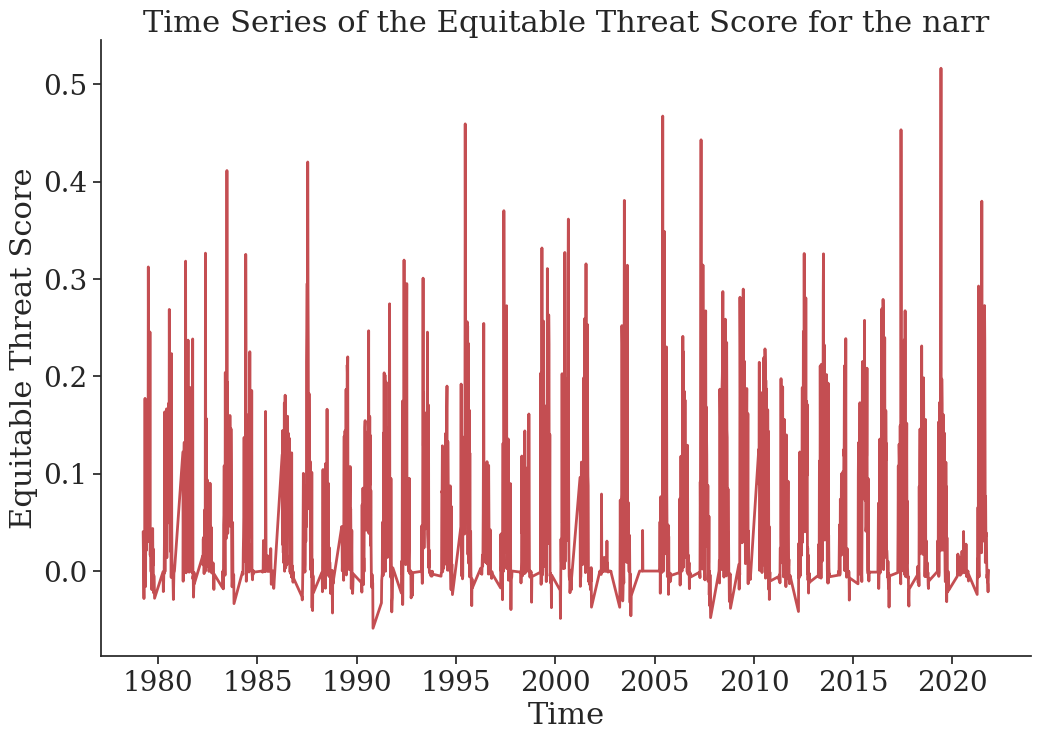 Time Series of the Equitable Threat Score for the narr
Equitable Threat Score
0.5
0.4
0.3
0.2
0.1
0.0
1980 1985 1990 1995 2000 2005 2010 2015 2020
Time